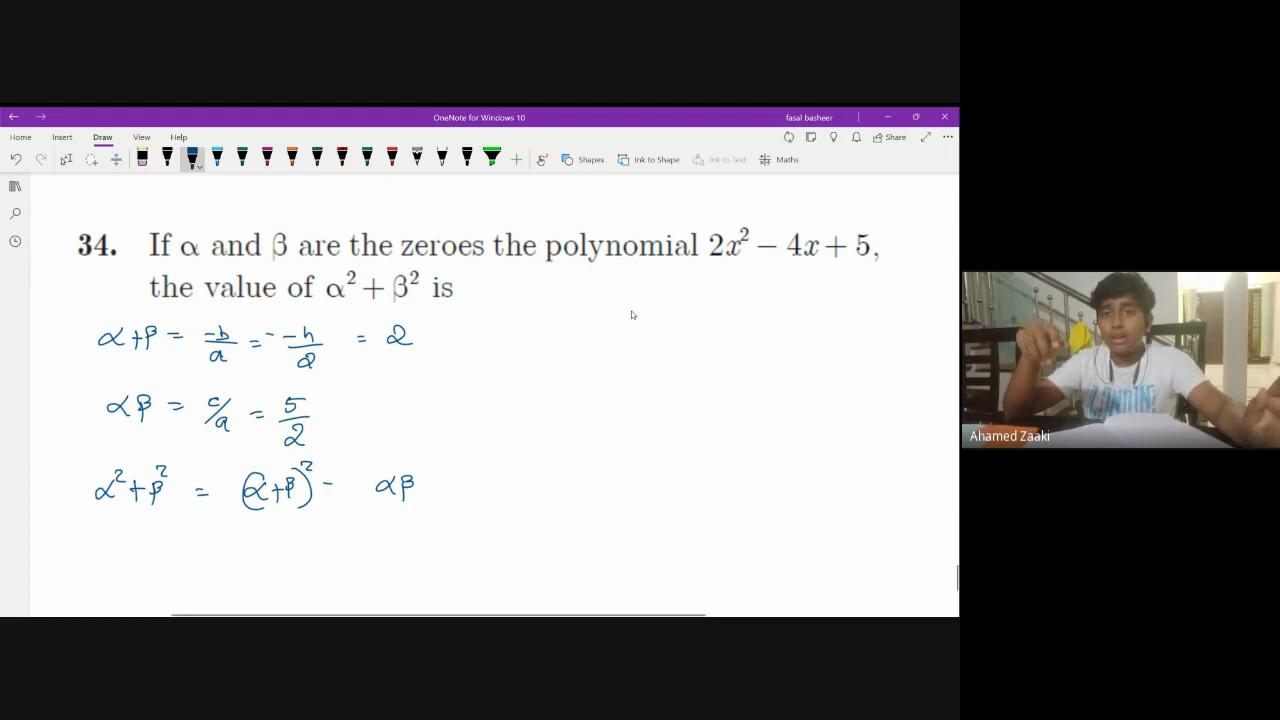 OneNote for Windows 10
fasal basheer
Home Insert Draw View Help
Share
Shapes Ink to Shape Ink to Text Maths
34. If α and β are the zeroes the polynomial 2x² − 4x + 5,
the value of α² + β² is
α+β = -b/a = - -4/2 = 2
αβ = c/a = 5/2
α²+β² = (α+β)² - αβ
LONDON
Ahamed Zaaki